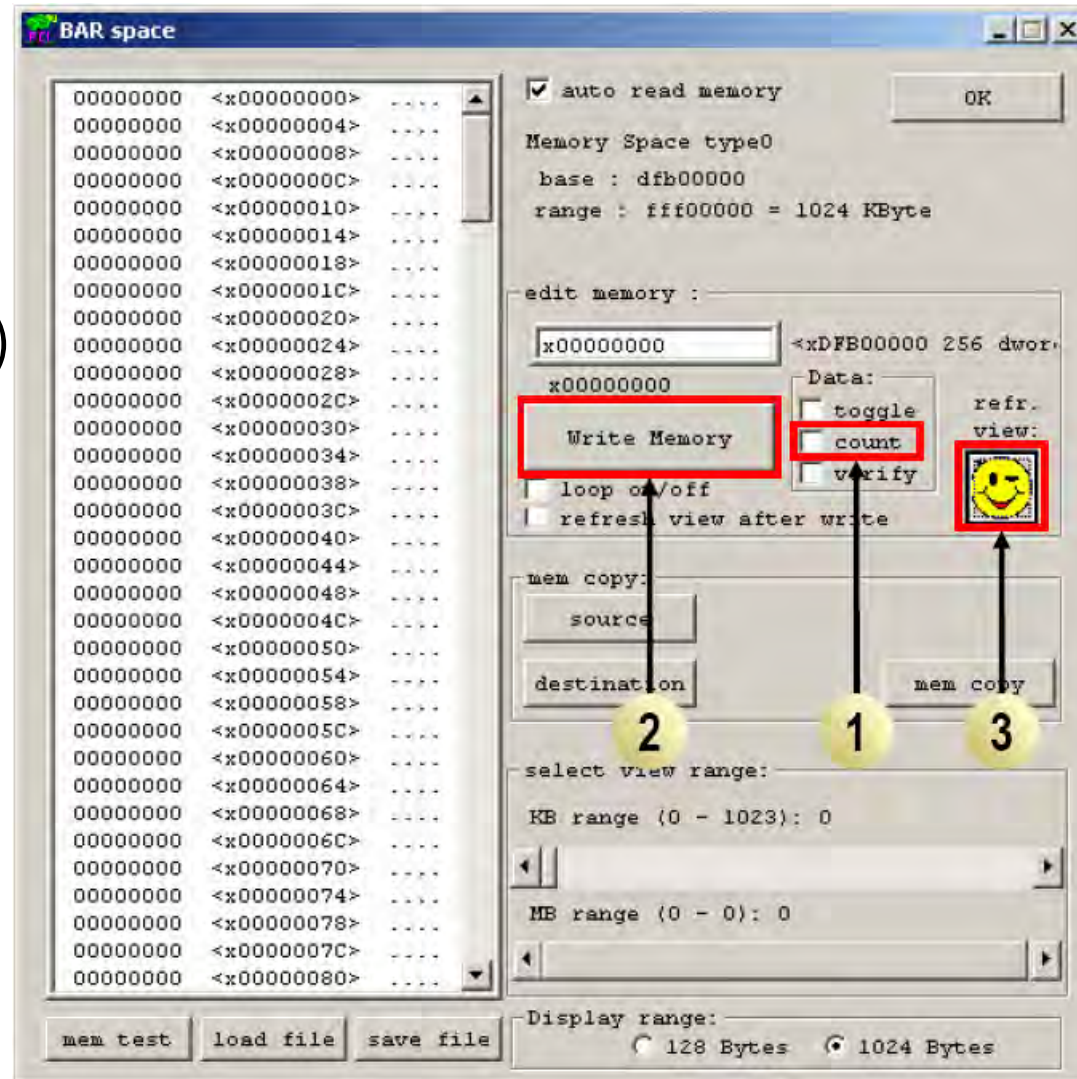 BAR space
00000000 <x00000000> ....
00000000 <x00000004> ....
00000000 <x00000008> ....
00000000 <x0000000C> ....
00000000 <x00000010> ....
00000000 <x00000014> ....
00000000 <x00000018> ....
00000000 <x0000001C> ....
00000000 <x00000020> ....
00000000 <x00000024> ....
00000000 <x00000028> ....
00000000 <x0000002C> ....
00000000 <x00000030> ....
00000000 <x00000034> ....
00000000 <x00000038> ....
00000000 <x0000003C> ....
00000000 <x00000040> ....
00000000 <x00000044> ....
00000000 <x00000048> ....
00000000 <x0000004C> ....
00000000 <x00000050> ....
00000000 <x00000054> ....
00000000 <x00000058> ....
00000000 <x0000005C> ....
00000000 <x00000060> ....
00000000 <x00000064> ....
00000000 <x00000068> ....
00000000 <x0000006C> ....
00000000 <x00000070> ....
00000000 <x00000074> ....
00000000 <x00000078> ....
00000000 <x0000007C> ....
00000000 <x00000080> ....
mem test load file save file
)
auto read memory
OK
Memory Space type0
base : dfb00000
range : fff00000 = 1024 KByte
edit memory :
x00000000 <xDFB00000 256 dwor
x00000000
Data:
toggle
count
verify
refr.
view:
Write Memory
loop on/off
refresh view after write
mem copy:
source
destination
mem copy
2 1 3
select view range:
KB range (0 - 1023): 0
MB range (0 - 0): 0
Display range:
128 Bytes 1024 Bytes